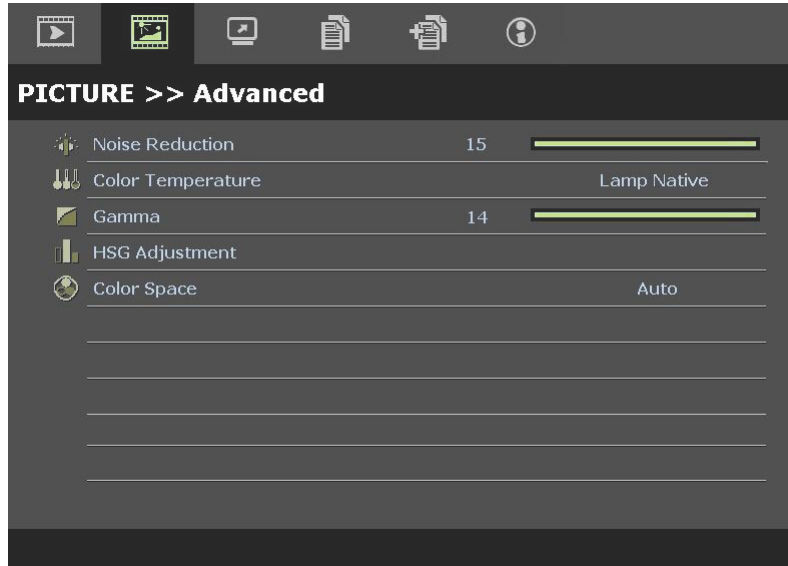 PICTURE >> Advanced
Noise Reduction 15
Color Temperature Lamp Native
Gamma 14
HSG Adjustment
Color Space Auto